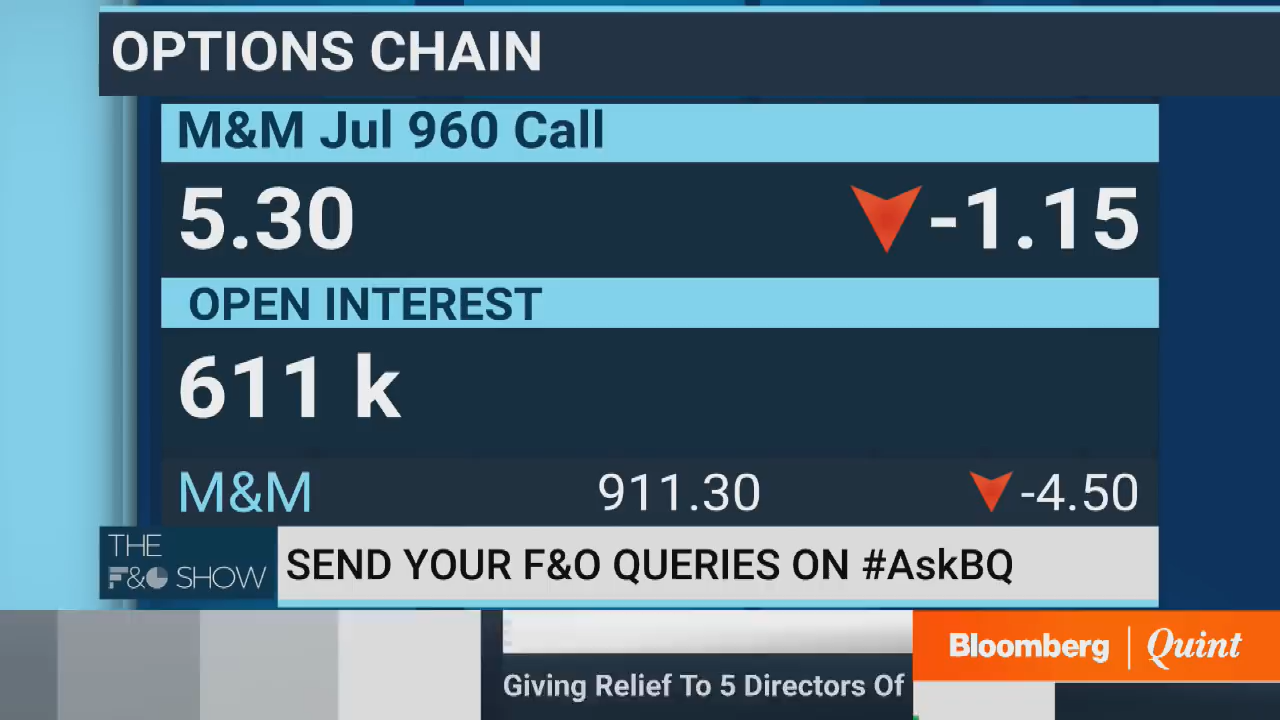 OPTIONS CHAIN
M&M Jul 960 Call
5.30 -1.15
OPEN INTEREST
611 k
M&M 911.30 -4.50
THE
F&O SHOW
SEND YOUR F&O QUERIES ON #AskBQ
Bloomberg | Quint
Giving Relief To 5 Directors Of